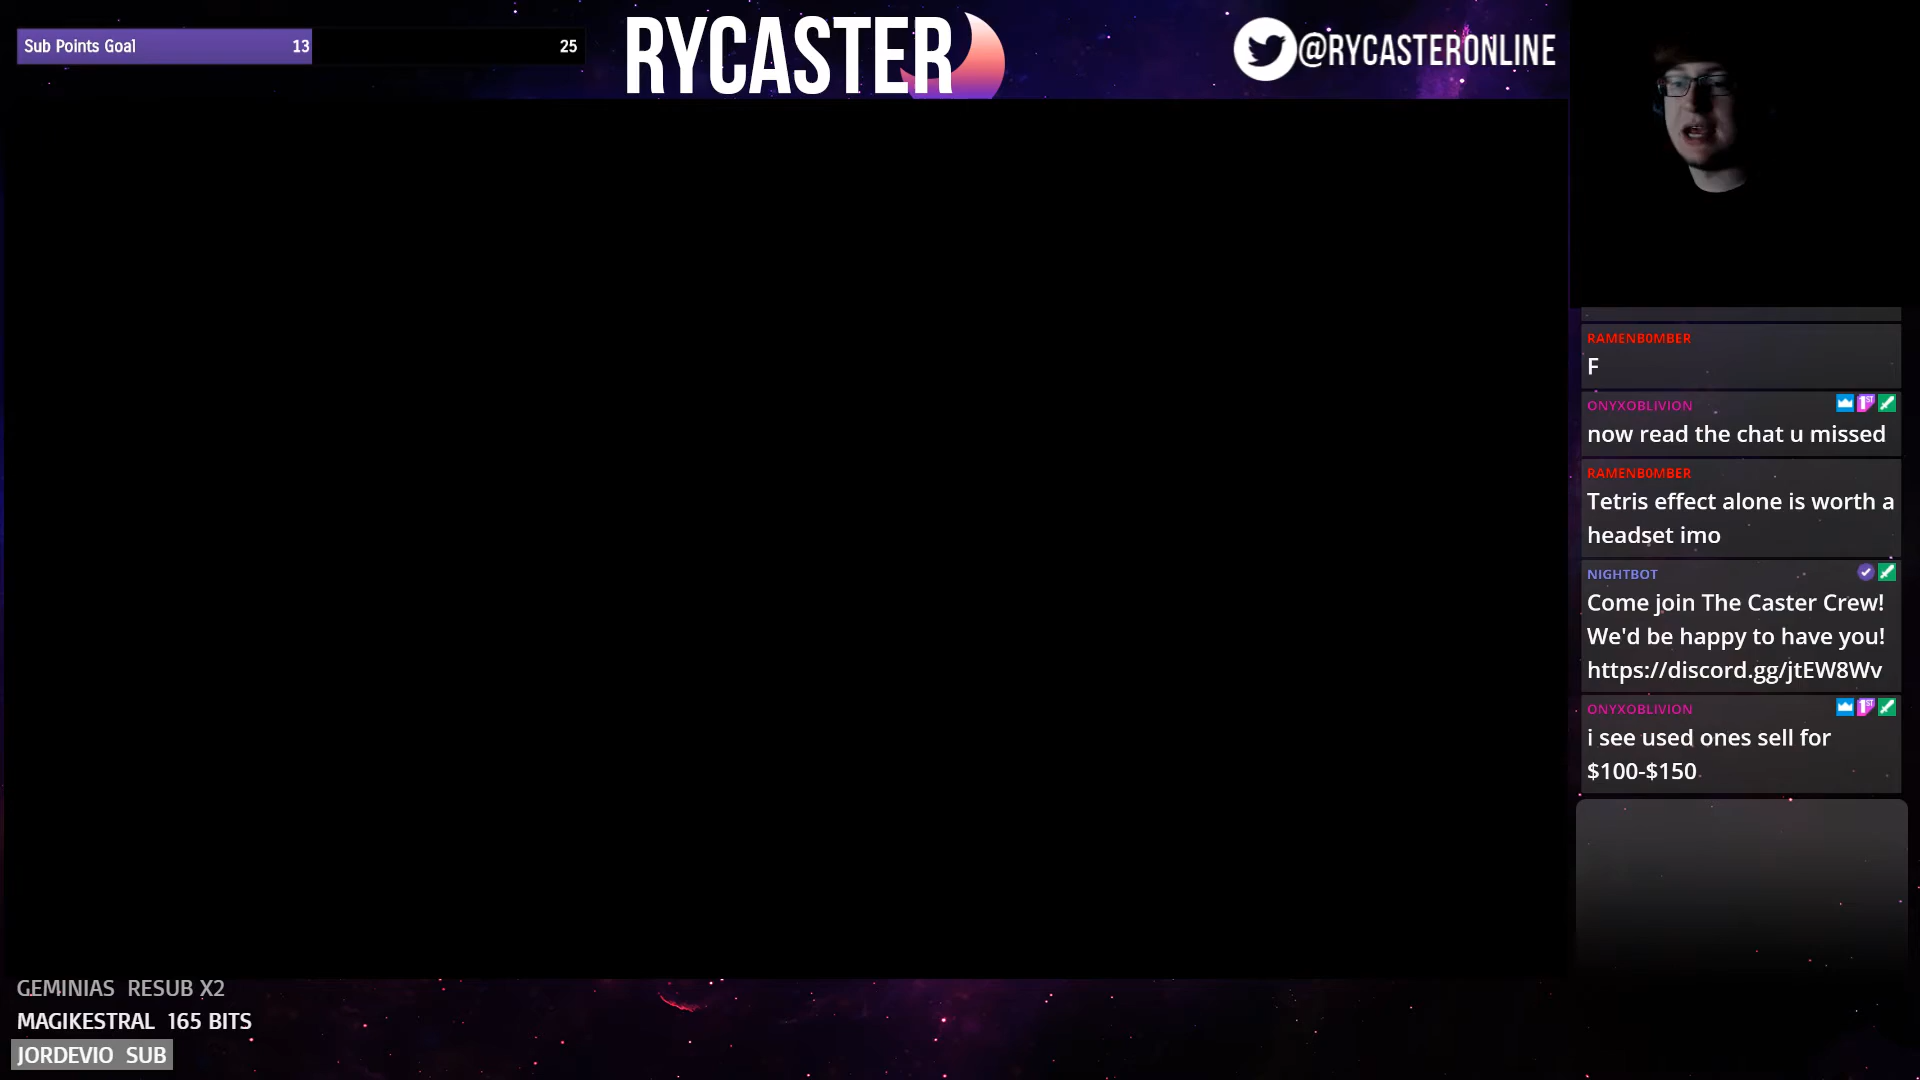 Sub Points Goal 13 25
RYCASTER
@RYCASTERONLINE
RAMENB0MBER
F
ONYXOBLIVION
now read the chat u missed
RAMENB0MBER
Tetris effect alone is worth a
headset imo
NIGHTBOT
Come join The Caster Crew!
We'd be happy to have you!
https://discord.gg/jtEW8Wv
ONYXOBLIVION
i see used ones sell for
$100-$150
GEMINIAS RESUB X2
MAGIKESTRAL 165 BITS
JORDEVIO SUB